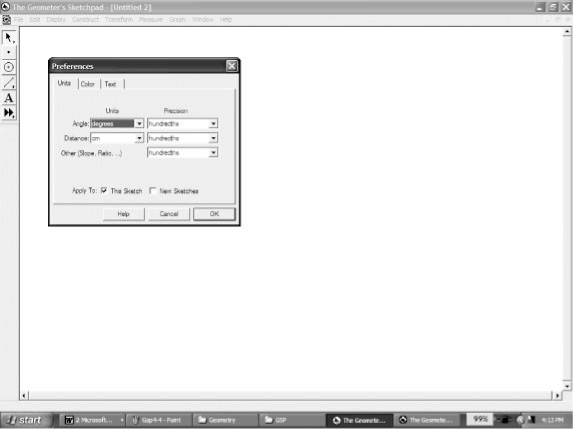 The Geometer's Sketchpad - [Untitled 2]
File Edit Display Construct Transform Measure Graph Window Help
Preferences
Units Color Text
Units Precision
Angle: degrees hundredths
Distance: cm hundredths
Other (Slope, Ratio, ...) hundredths
Apply To: This Sketch New Sketches
Help Cancel OK
A
start 2 Microsoft... Gsp4-4 - Paint Geometry GSP The Geomete... The Geomete... 99% 4:13 PM